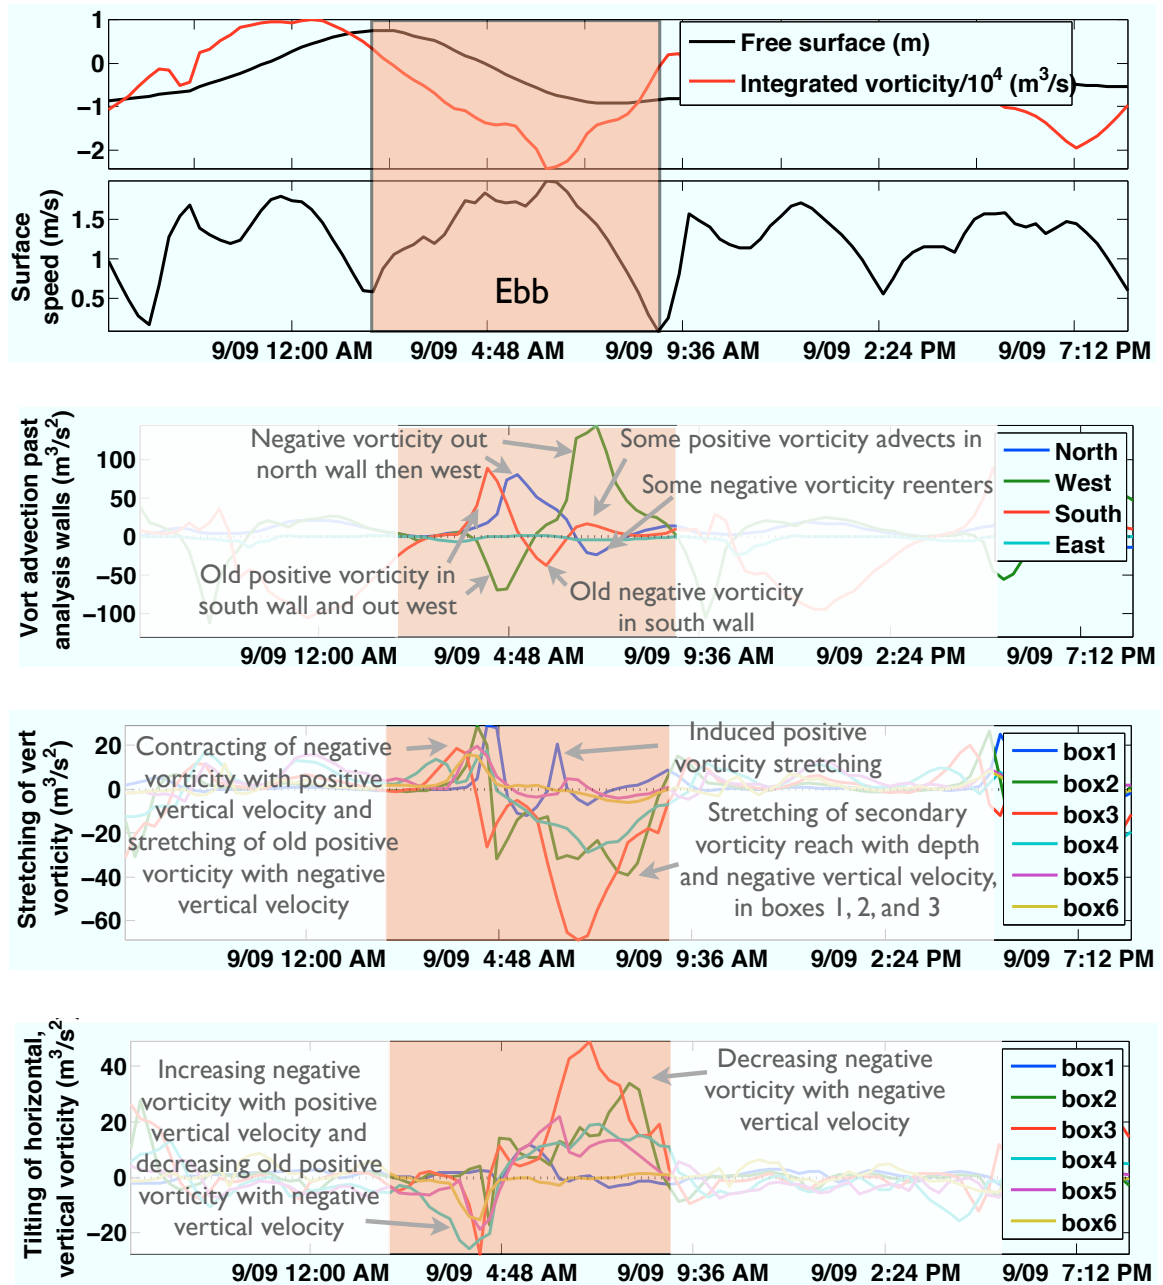 1
0
−1
−2
Free surface (m)
Integrated vorticity/10⁴ (m³/s)
Surface
speed (m/s)
1.5
1
0.5
Ebb
9/09 12:00 AM 9/09 4:48 AM 9/09 9:36 AM 9/09 2:24 PM 9/09 7:12 PM
Vort advection past
analysis walls (m³/s²)
100
50
0
−50
−100
Negative vorticity out
north wall then west
Some positive vorticity advects in
Some negative vorticity reenters
Old positive vorticity in
south wall and out west
Old negative vorticity
in south wall
North
West
South
East
9/09 12:00 AM 9/09 4:48 AM 9/09 9:36 AM 9/09 2:24 PM 9/09 7:12 PM
Stretching of vert
vorticity (m³/s²)
20
0
−20
−40
−60
Contracting of negative
vorticity with positive
vertical velocity and
stretching of old positive
vorticity with negative
vertical velocity
Induced positive
vorticity stretching
Stretching of secondary
vorticity reach with depth
and negative vertical velocity,
in boxes 1, 2, and 3
box1
box2
box3
box4
box5
box6
9/09 12:00 AM 9/09 4:48 AM 9/09 9:36 AM 9/09 2:24 PM 9/09 7:12 PM
Tilting of horizontal,
vertical vorticity (m³/s²
40
20
0
−20
Increasing negative
vorticity with positive
vertical velocity and
decreasing old positive
vorticity with negative
vertical velocity
Decreasing negative
vorticity with negative
vertical velocity
box1
box2
box3
box4
box5
box6
9/09 12:00 AM 9/09 4:48 AM 9/09 9:36 AM 9/09 2:24 PM 9/09 7:12 PM